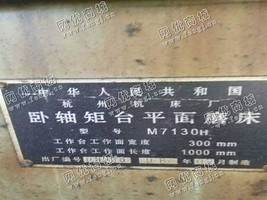 中华人民共和国
杭州机床厂
卧轴矩台平面磨床
型号 M7130H
工作台工作面宽度 300 mm
工作台工作面长度 1000 mm
出厂编号 年 月制造